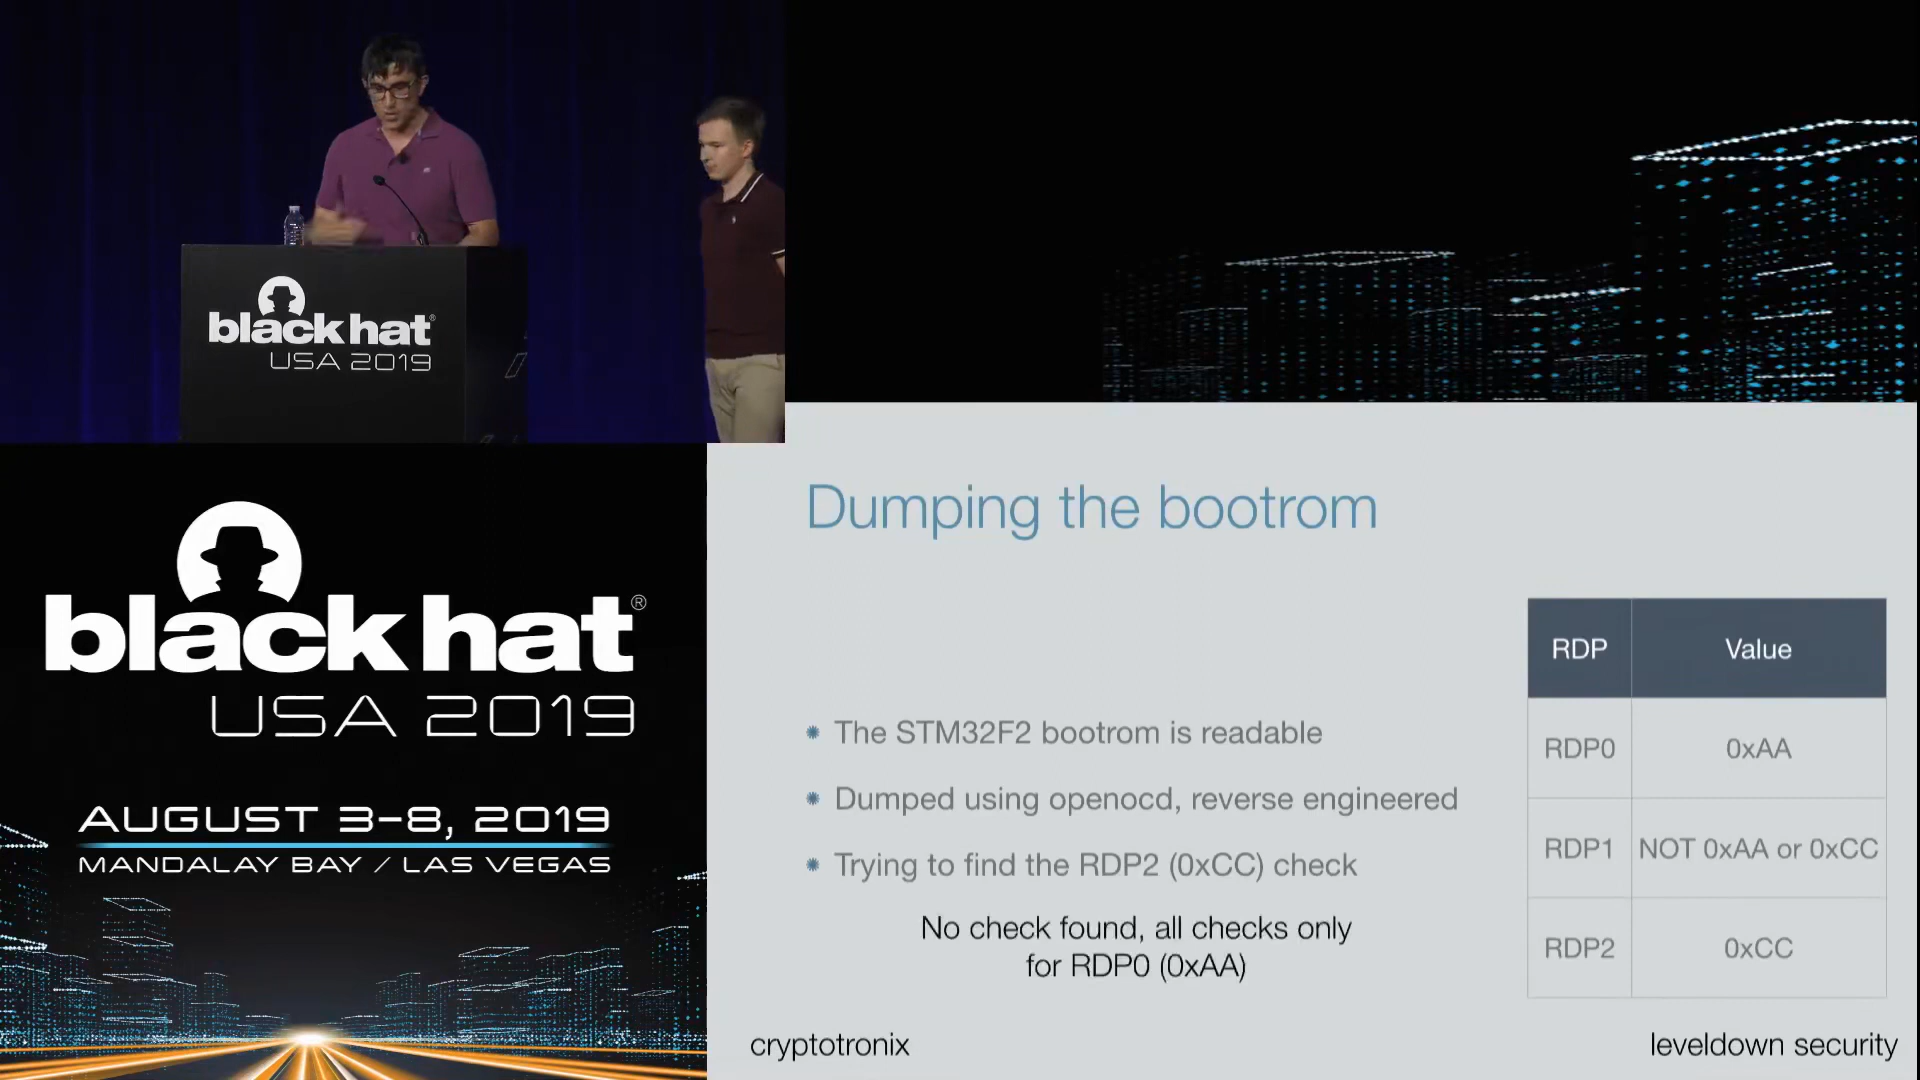 black hat®
USA 2019
black hat®
USA 2019
AUGUST 3-8, 2019
MANDALAY BAY / LAS VEGAS
Dumping the bootrom
The STM32F2 bootrom is readable
Dumped using openocd, reverse engineered
Trying to find the RDP2 (0xCC) check
No check found, all checks only
for RDP0 (0xAA)
RDP Value
RDP0 0xAA
RDP1 NOT 0xAA or 0xCC
RDP2 0xCC
cryptotronix
leveldown security